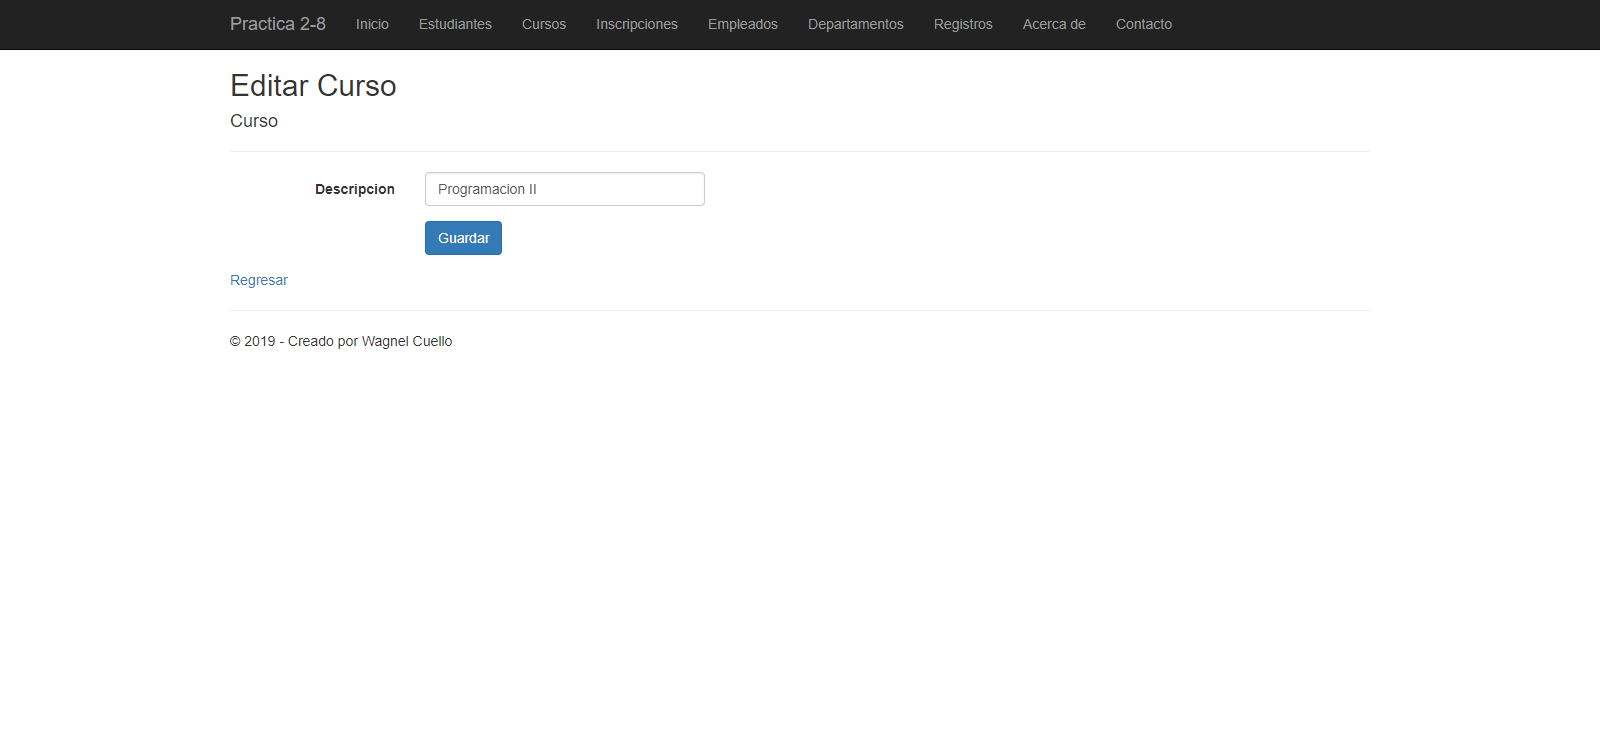 Practica 2-8 Inicio Estudiantes Cursos Inscripciones Empleados Departamentos Registros Acerca de Contacto
Editar Curso
Curso
Descripcion Programacion II
Guardar
Regresar
© 2019 - Creado por Wagnel Cuello